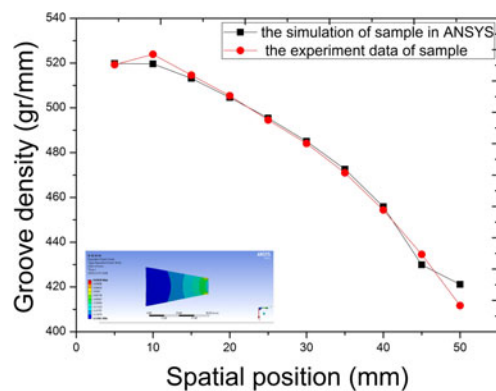 the simulation of sample in ANSYS
the experiment data of sample
Groove density (gr/mm)
520
500
480
460
440
420
400
ANSYS
0 10 20 30 40 50
Spatial position (mm)